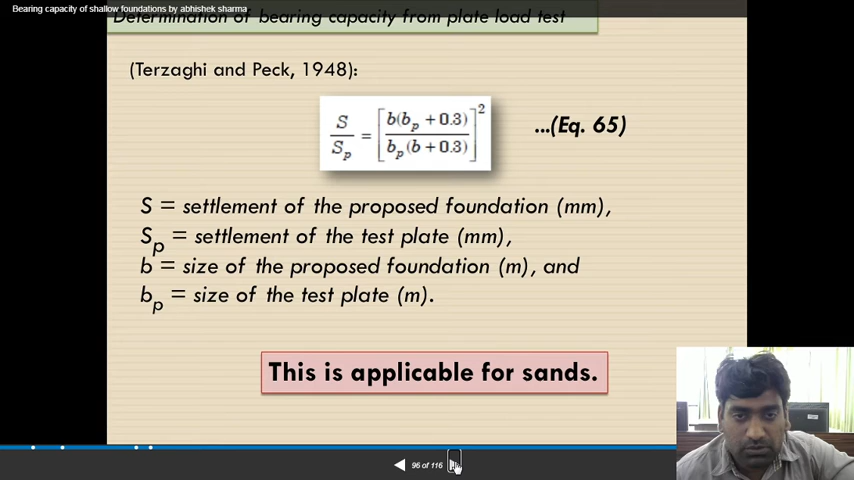 Bearing capacity of shallow foundations by abhishek sharma
Determination of bearing capacity from plate load test
(Terzaghi and Peck, 1948):
S/Sp = [b(bp + 0.3)/bp(b + 0.3)]2
...(Eq. 65)
S = settlement of the proposed foundation (mm),
Sp = settlement of the test plate (mm),
b = size of the proposed foundation (m), and
bp = size of the test plate (m).
This is applicable for sands.
96 of 116